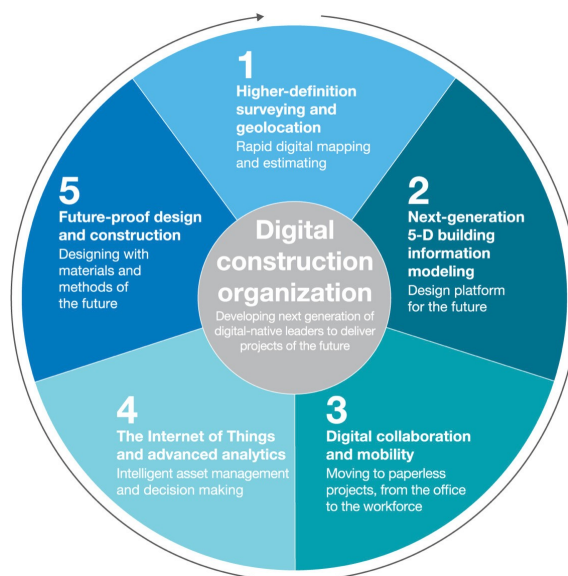 1
Higher-definition
surveying and
geolocation
Rapid digital mapping
and estimating
2
Next-generation
5-D building
information
modeling
Design platform
for the future
3
Digital collaboration
and mobility
Moving to paperless
projects, from the office
to the workforce
4
The Internet of Things
and advanced analytics
Intelligent asset management
and decision making
5
Future-proof design
and construction
Designing with
materials and
methods of
the future
Digital
construction
organization
Developing next generation of
digital-native leaders to deliver
projects of the future